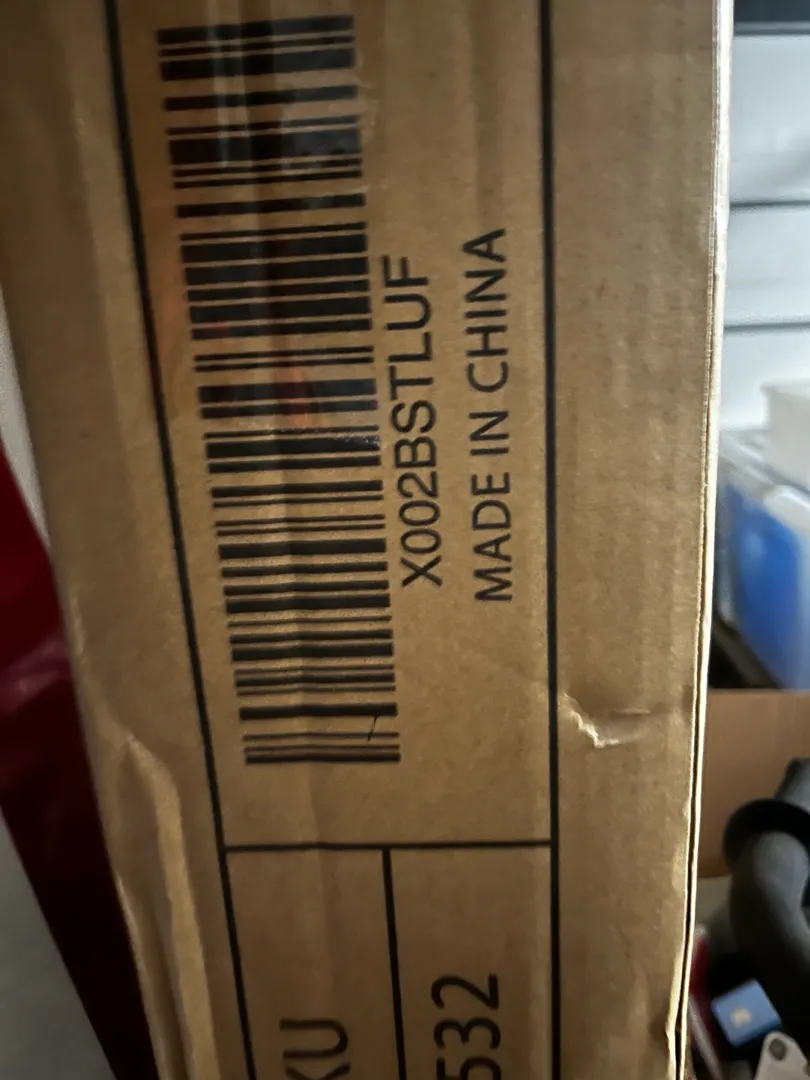 X002BSTLUF
MADE IN CHINA
KU
532